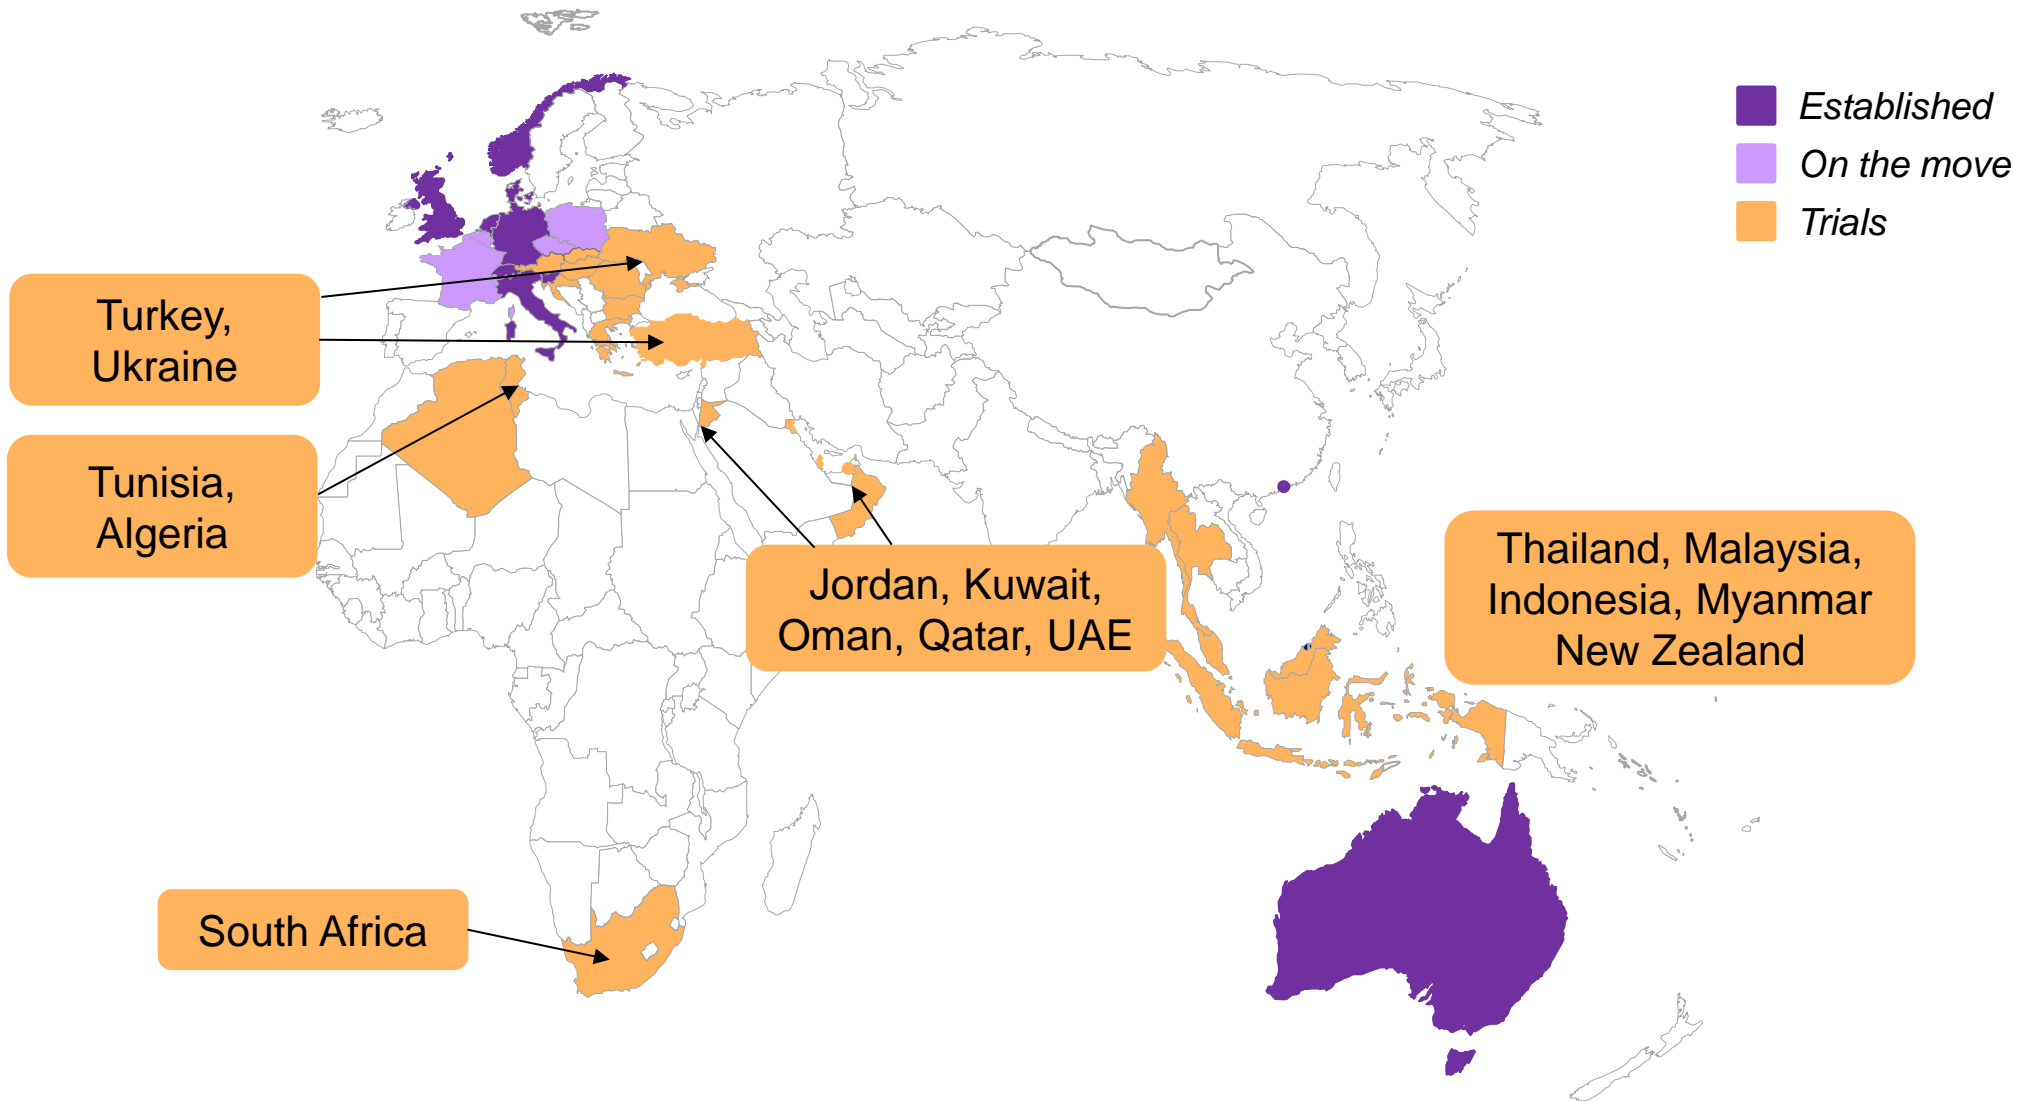 Established
On the move
Trials
Turkey,
Ukraine
Tunisia,
Algeria
Jordan, Kuwait,
Oman, Qatar, UAE
Thailand, Malaysia,
Indonesia, Myanmar
New Zealand
South Africa